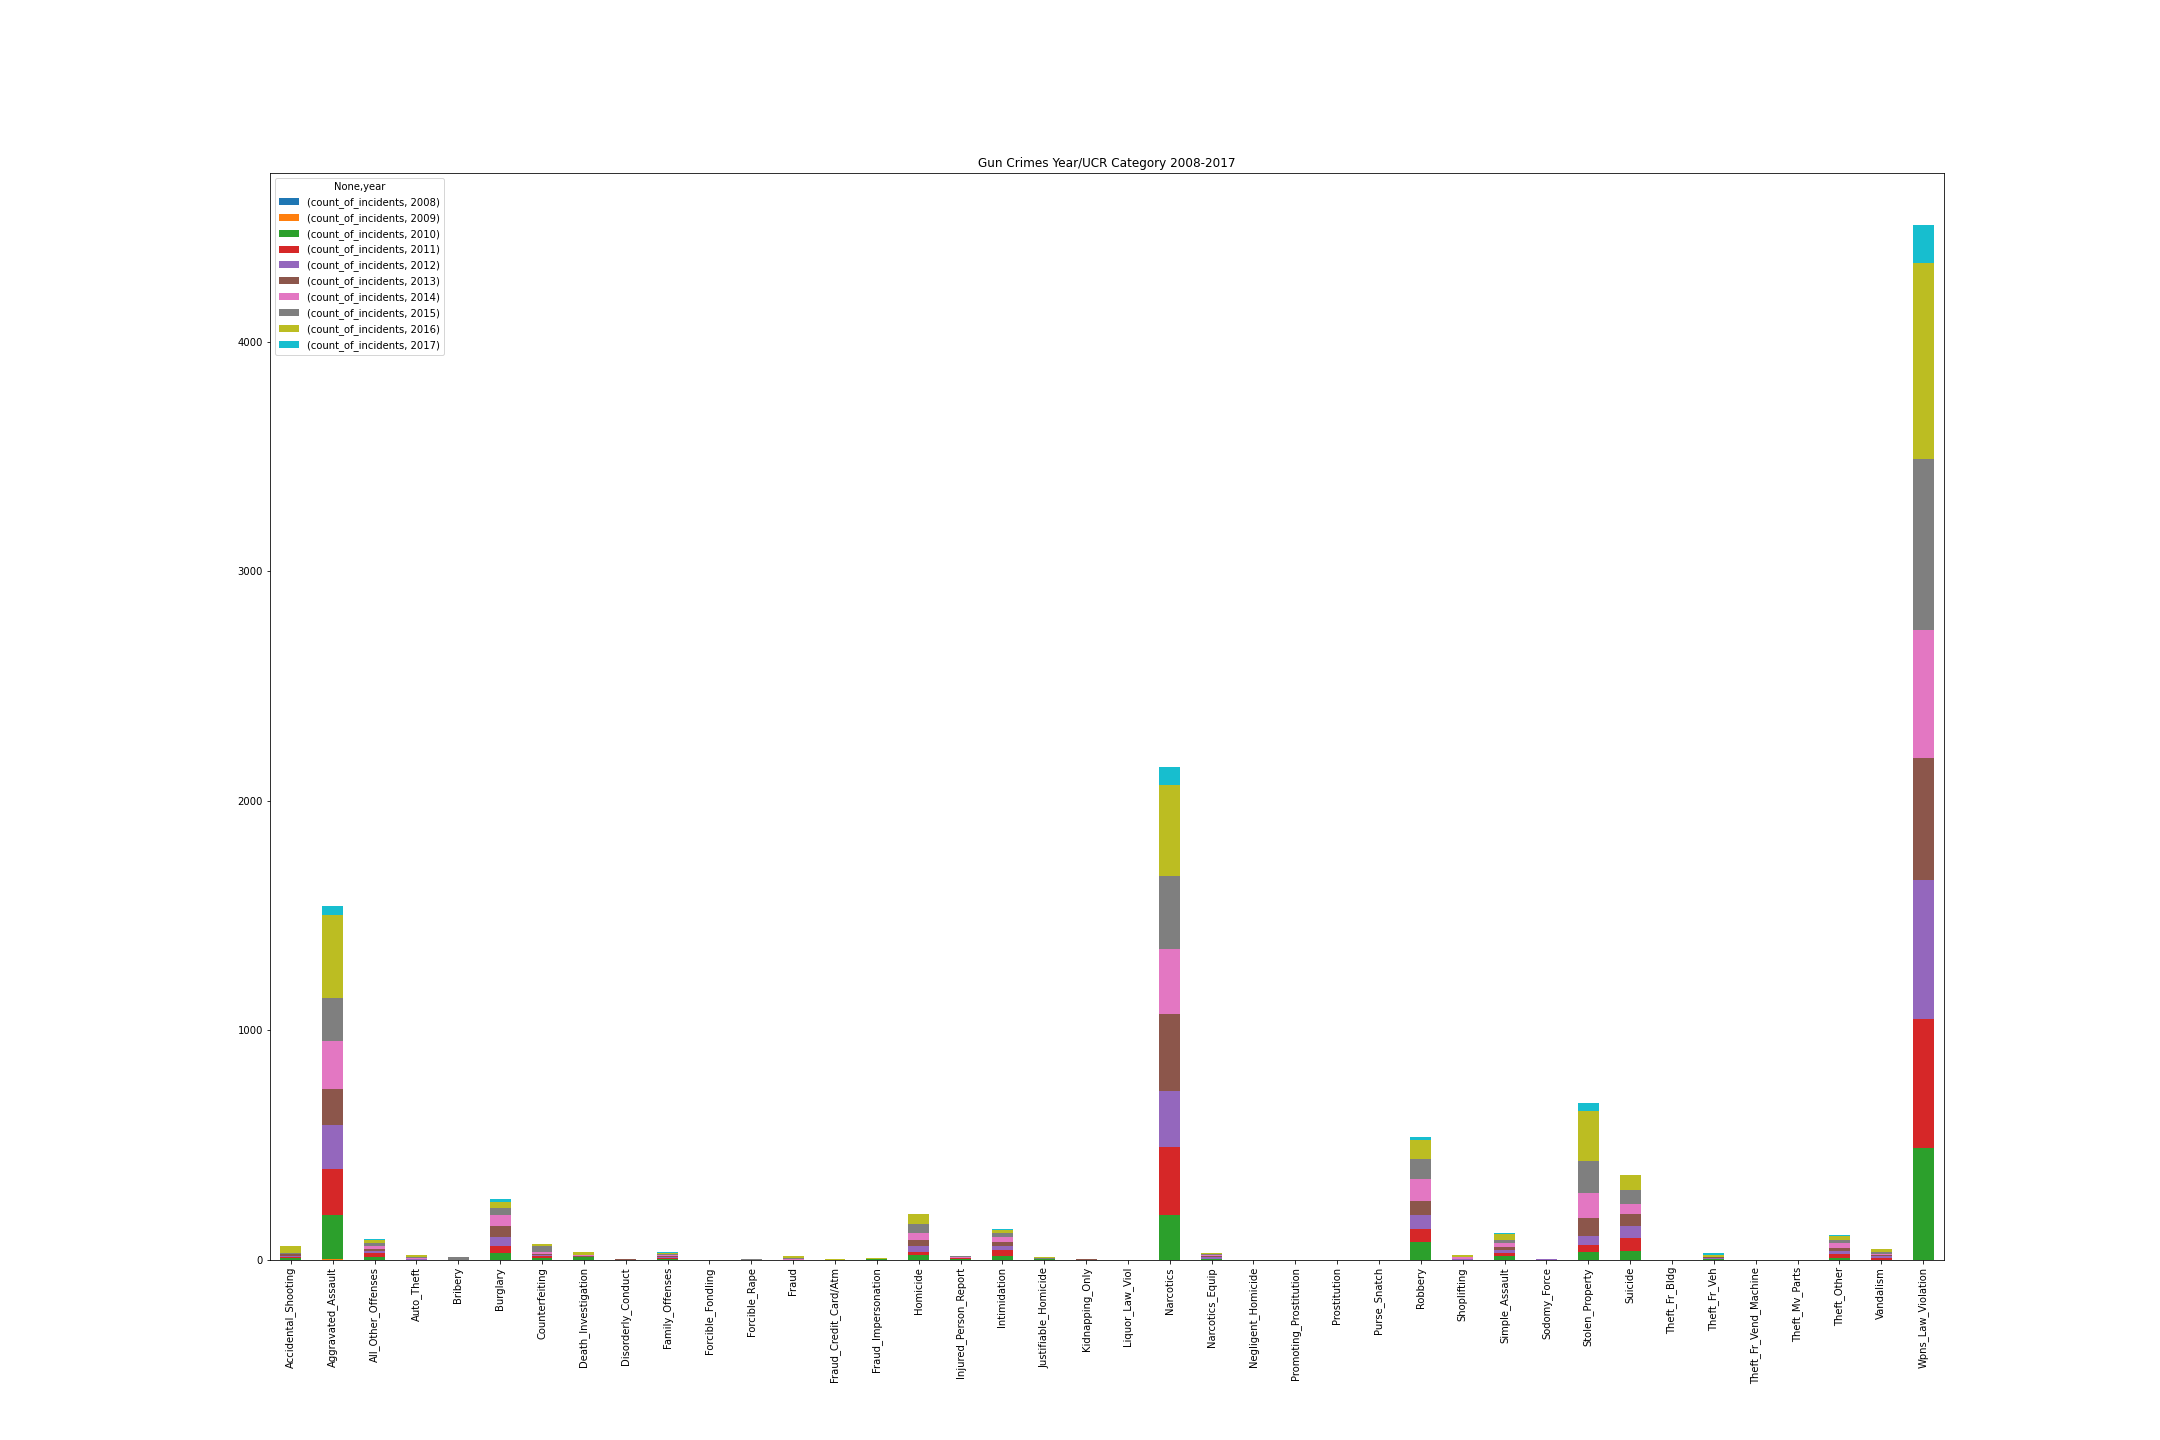 Gun Crimes Year/UCR Category 2008-2017
None,year
(count_of_incidents, 2008)
(count_of_incidents, 2009)
(count_of_incidents, 2010)
(count_of_incidents, 2011)
(count_of_incidents, 2012)
(count_of_incidents, 2013)
(count_of_incidents, 2014)
(count_of_incidents, 2015)
(count_of_incidents, 2016)
(count_of_incidents, 2017)
4000
3000
2000
1000
0
Accidental_Shooting
Aggravated_Assault
All_Other_Offenses
Auto_Theft
Bribery
Burglary
Counterfeiting
Death_Investigation
Disorderly_Conduct
Family_Offenses
Forcible_Fondling
Forcible_Rape
Fraud
Fraud_Credit_Card/Atm
Fraud_Impersonation
Homicide
Injured_Person_Report
Intimidation
Justifiable_Homicide
Kidnapping_Only
Liquor_Law_Viol
Narcotics
Narcotics_Equip
Negligent_Homicide
Promoting_Prostitution
Prostitution
Purse_Snatch
Robbery
Shoplifting
Simple_Assault
Sodomy_Force
Stolen_Property
Suicide
Theft_Fr_Bldg
Theft_Fr_Veh
Theft_Fr_Vend_Machine
Theft_Mv_Parts
Theft_Other
Vandalism
Wpns_Law_Violation